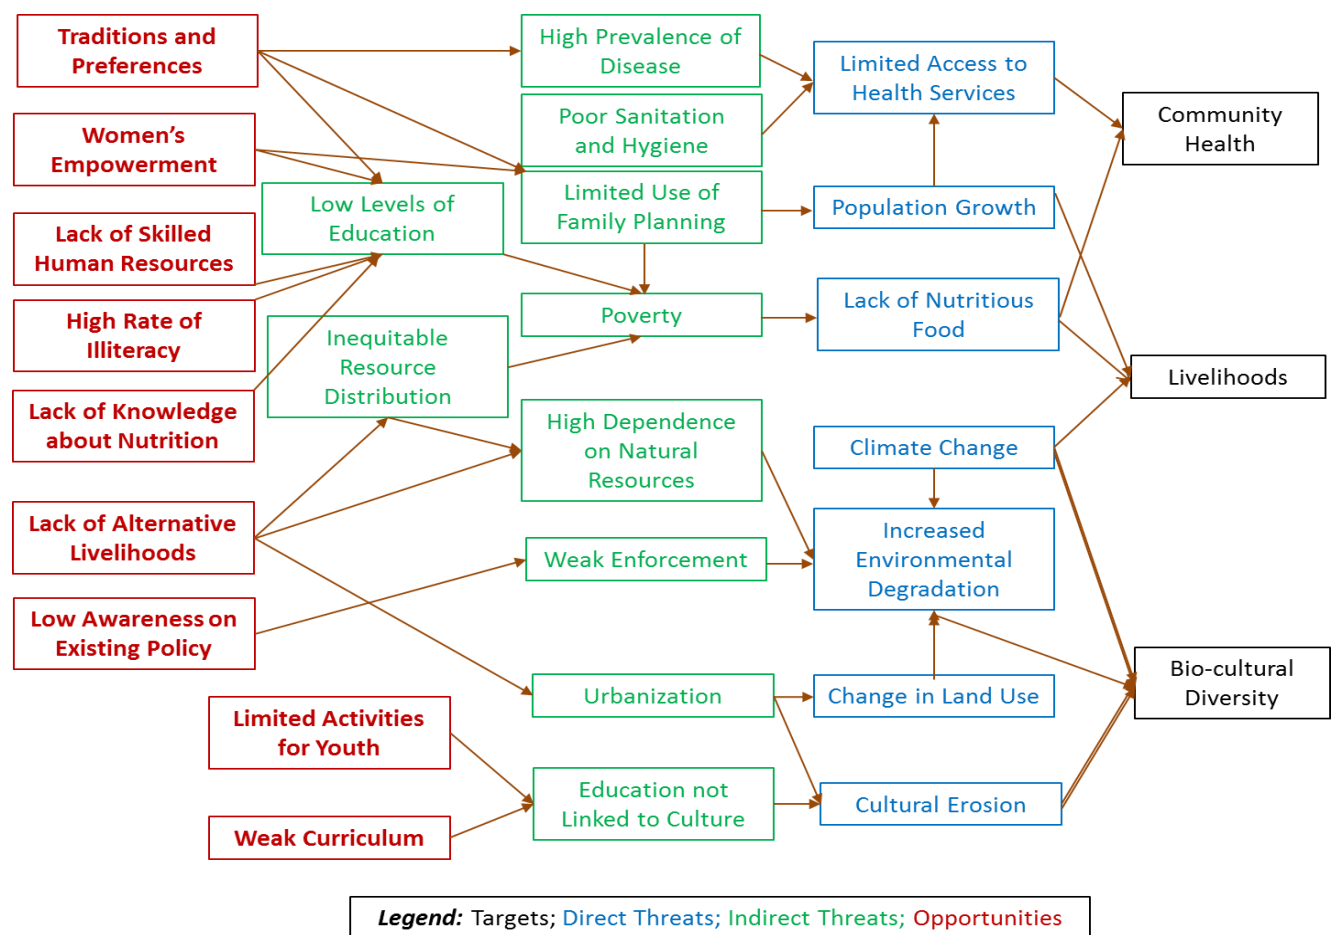 Traditions and
Preferences
Women's
Empowerment
Lack of Skilled
Human Resources
High Rate of
Illiteracy
Lack of Knowledge
about Nutrition
Lack of Alternative
Livelihoods
Low Awareness on
Existing Policy
Limited Activities
for Youth
Weak Curriculum
Low Levels of
Education
Inequitable
Resource
Distribution
High Prevalence of
Disease
Poor Sanitation
and Hygiene
Limited Use of
Family Planning
Poverty
High Dependence
on Natural
Resources
Weak Enforcement
Urbanization
Education not
Linked to Culture
Limited Access to
Health Services
Population Growth
Lack of Nutritious
Food
Climate Change
Increased
Environmental
Degradation
Change in Land Use
Cultural Erosion
Community
Health
Livelihoods
Bio-cultural
Diversity
Legend: Targets; Direct Threats; Indirect Threats; Opportunities